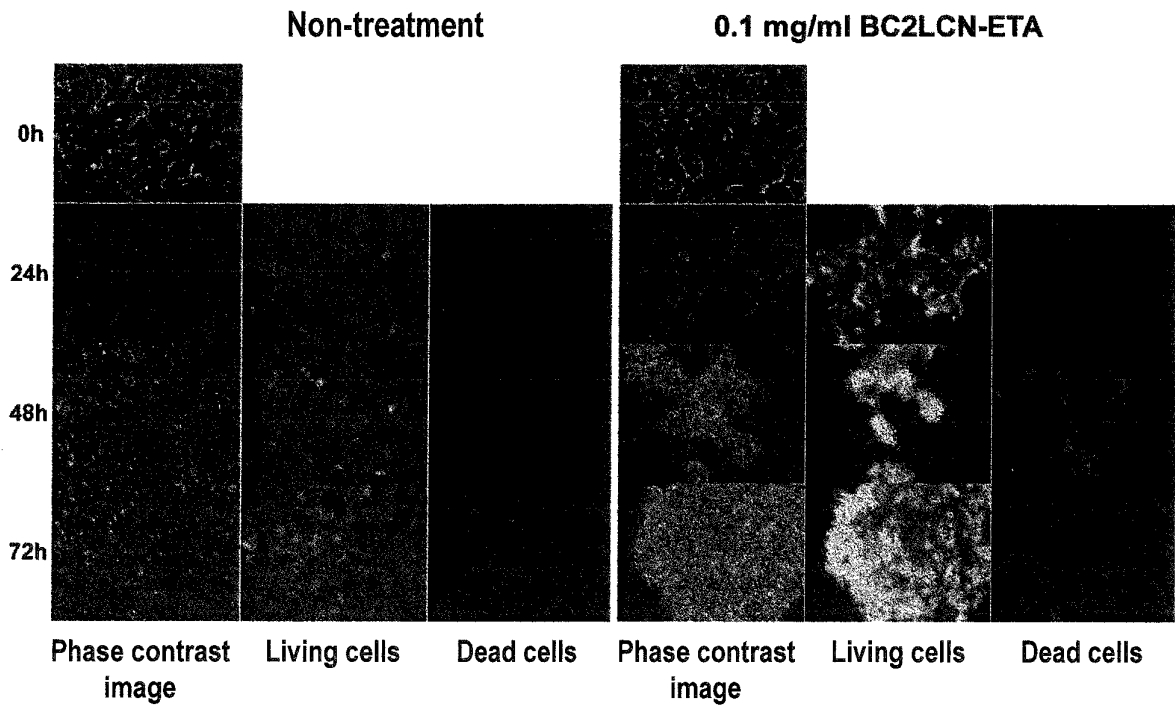 Non-treatment
0.1 mg/ml BC2LCN-ETA
0h
24h
48h
72h
Phase contrast
image
Living cells
Dead cells
Phase contrast
image
Living cells
Dead cells